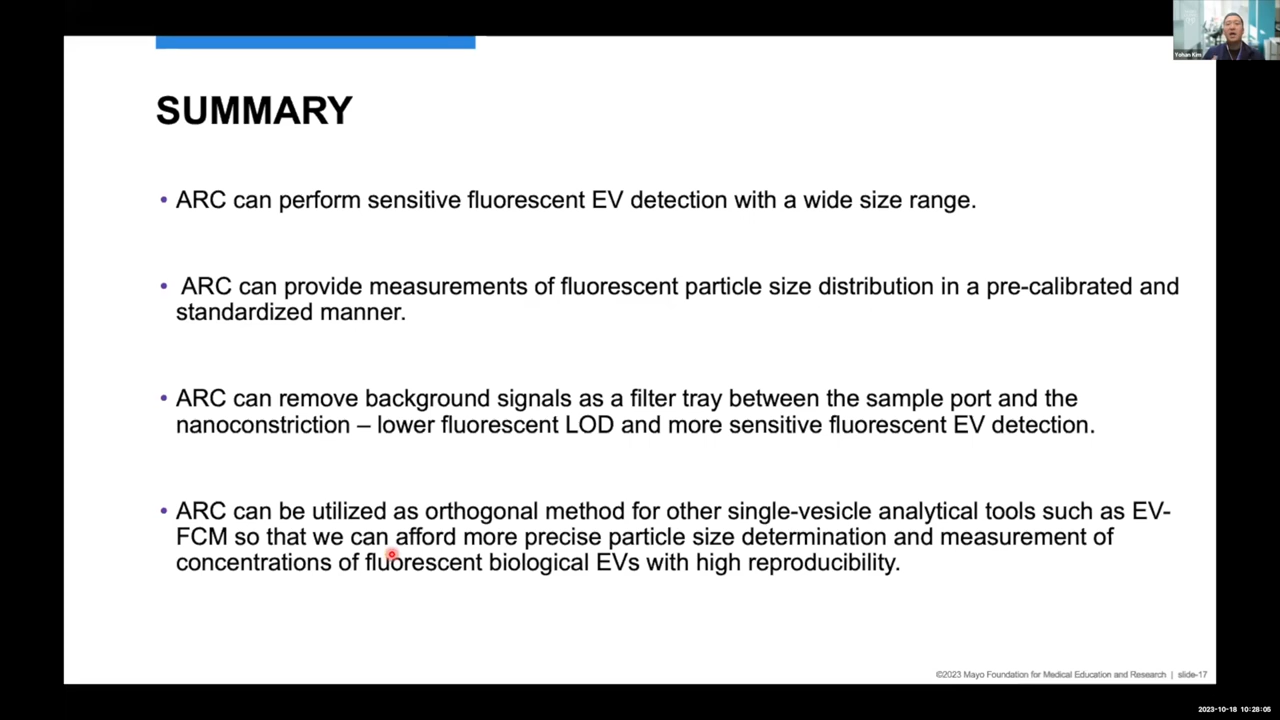 Yohan Kim
SUMMARY
• ARC can perform sensitive fluorescent EV detection with a wide size range.
• ARC can provide measurements of fluorescent particle size distribution in a pre-calibrated and
standardized manner.
• ARC can remove background signals as a filter tray between the sample port and the
nanoconstriction – lower fluorescent LOD and more sensitive fluorescent EV detection.
• ARC can be utilized as orthogonal method for other single-vesicle analytical tools such as EV-
FCM so that we can afford more precise particle size determination and measurement of
concentrations of fluorescent biological EVs with high reproducibility.
©2023 Mayo Foundation for Medical Education and Research | slide-17
2023-10-18 10:28:05